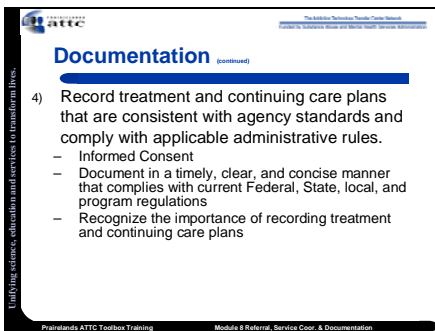 PRAIRIELANDS
attc
The Addiction Technology Transfer Center Network
Funded by Substance Abuse and Mental Health Services Administration
Documentation (continued)
Unifying science, education and services to transform lives.
4) Record treatment and continuing care plans
that are consistent with agency standards and
comply with applicable administrative rules.
– Informed Consent
– Document in a timely, clear, and concise manner
that complies with current Federal, State, local, and
program regulations
– Recognize the importance of recording treatment
and continuing care plans
Prairelands ATTC Toolbox Training Module 8 Referral, Service Coor. & Documentation